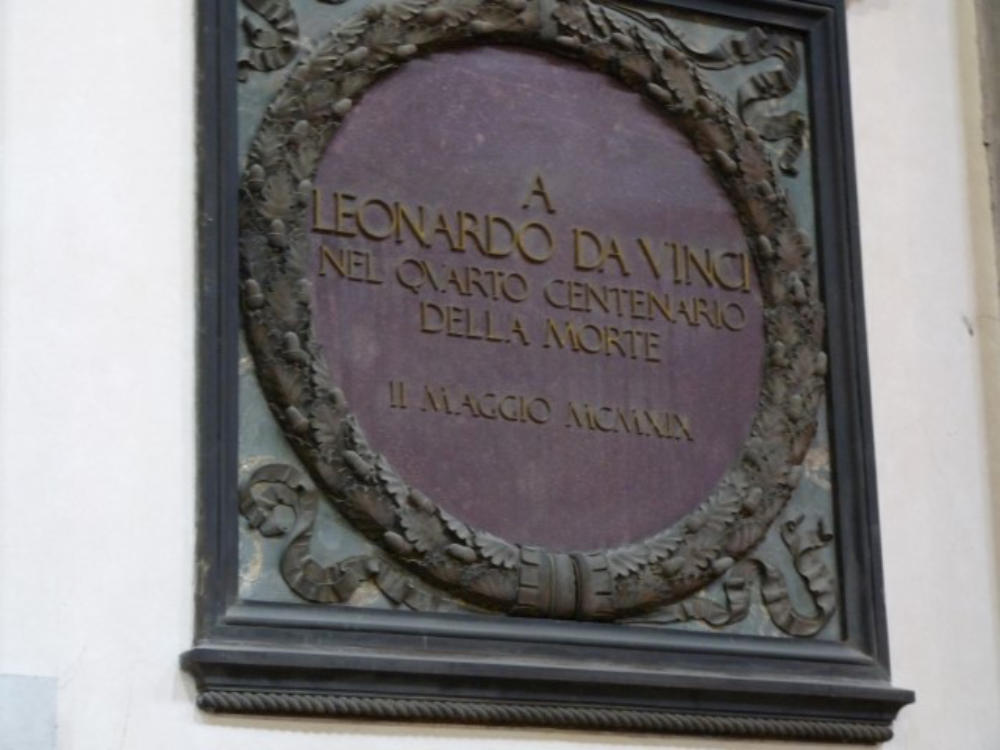 A
LEONARDO DA VINCI
NEL QVARTO CENTENARIO
DELLA MORTE
II MAGGIO MCMXIX